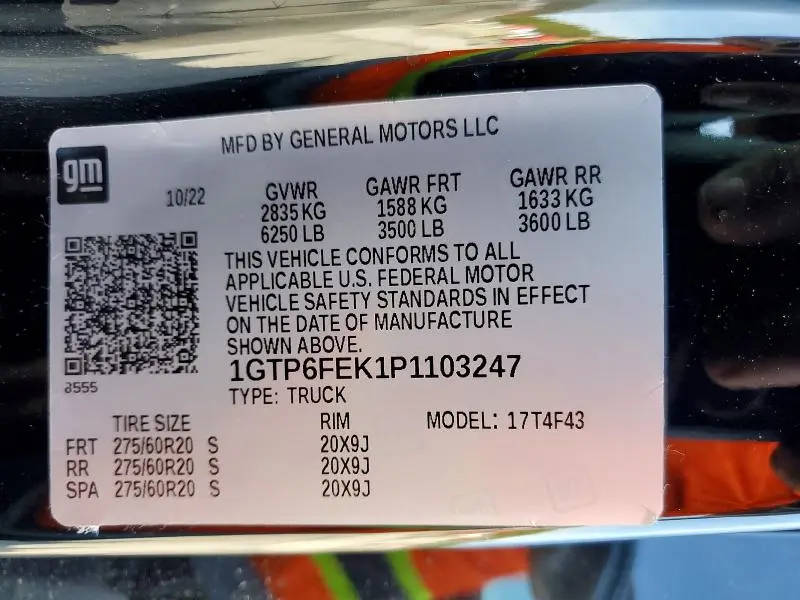 MFD BY GENERAL MOTORS LLC
gm
10/22
GVWR GAWR FRT GAWR RR
2835 KG 1588 KG 1633 KG
6250 LB 3500 LB 3600 LB
THIS VEHICLE CONFORMS TO ALL
APPLICABLE U.S. FEDERAL MOTOR
VEHICLE SAFETY STANDARDS IN EFFECT
ON THE DATE OF MANUFACTURE
SHOWN ABOVE.
8555
1GTP6FEK1P1103247
TYPE: TRUCK
TIRE SIZE RIM MODEL: 17T4F43
FRT 275/60R20 S 20X9J
RR 275/60R20 S 20X9J
SPA 275/60R20 S 20X9J